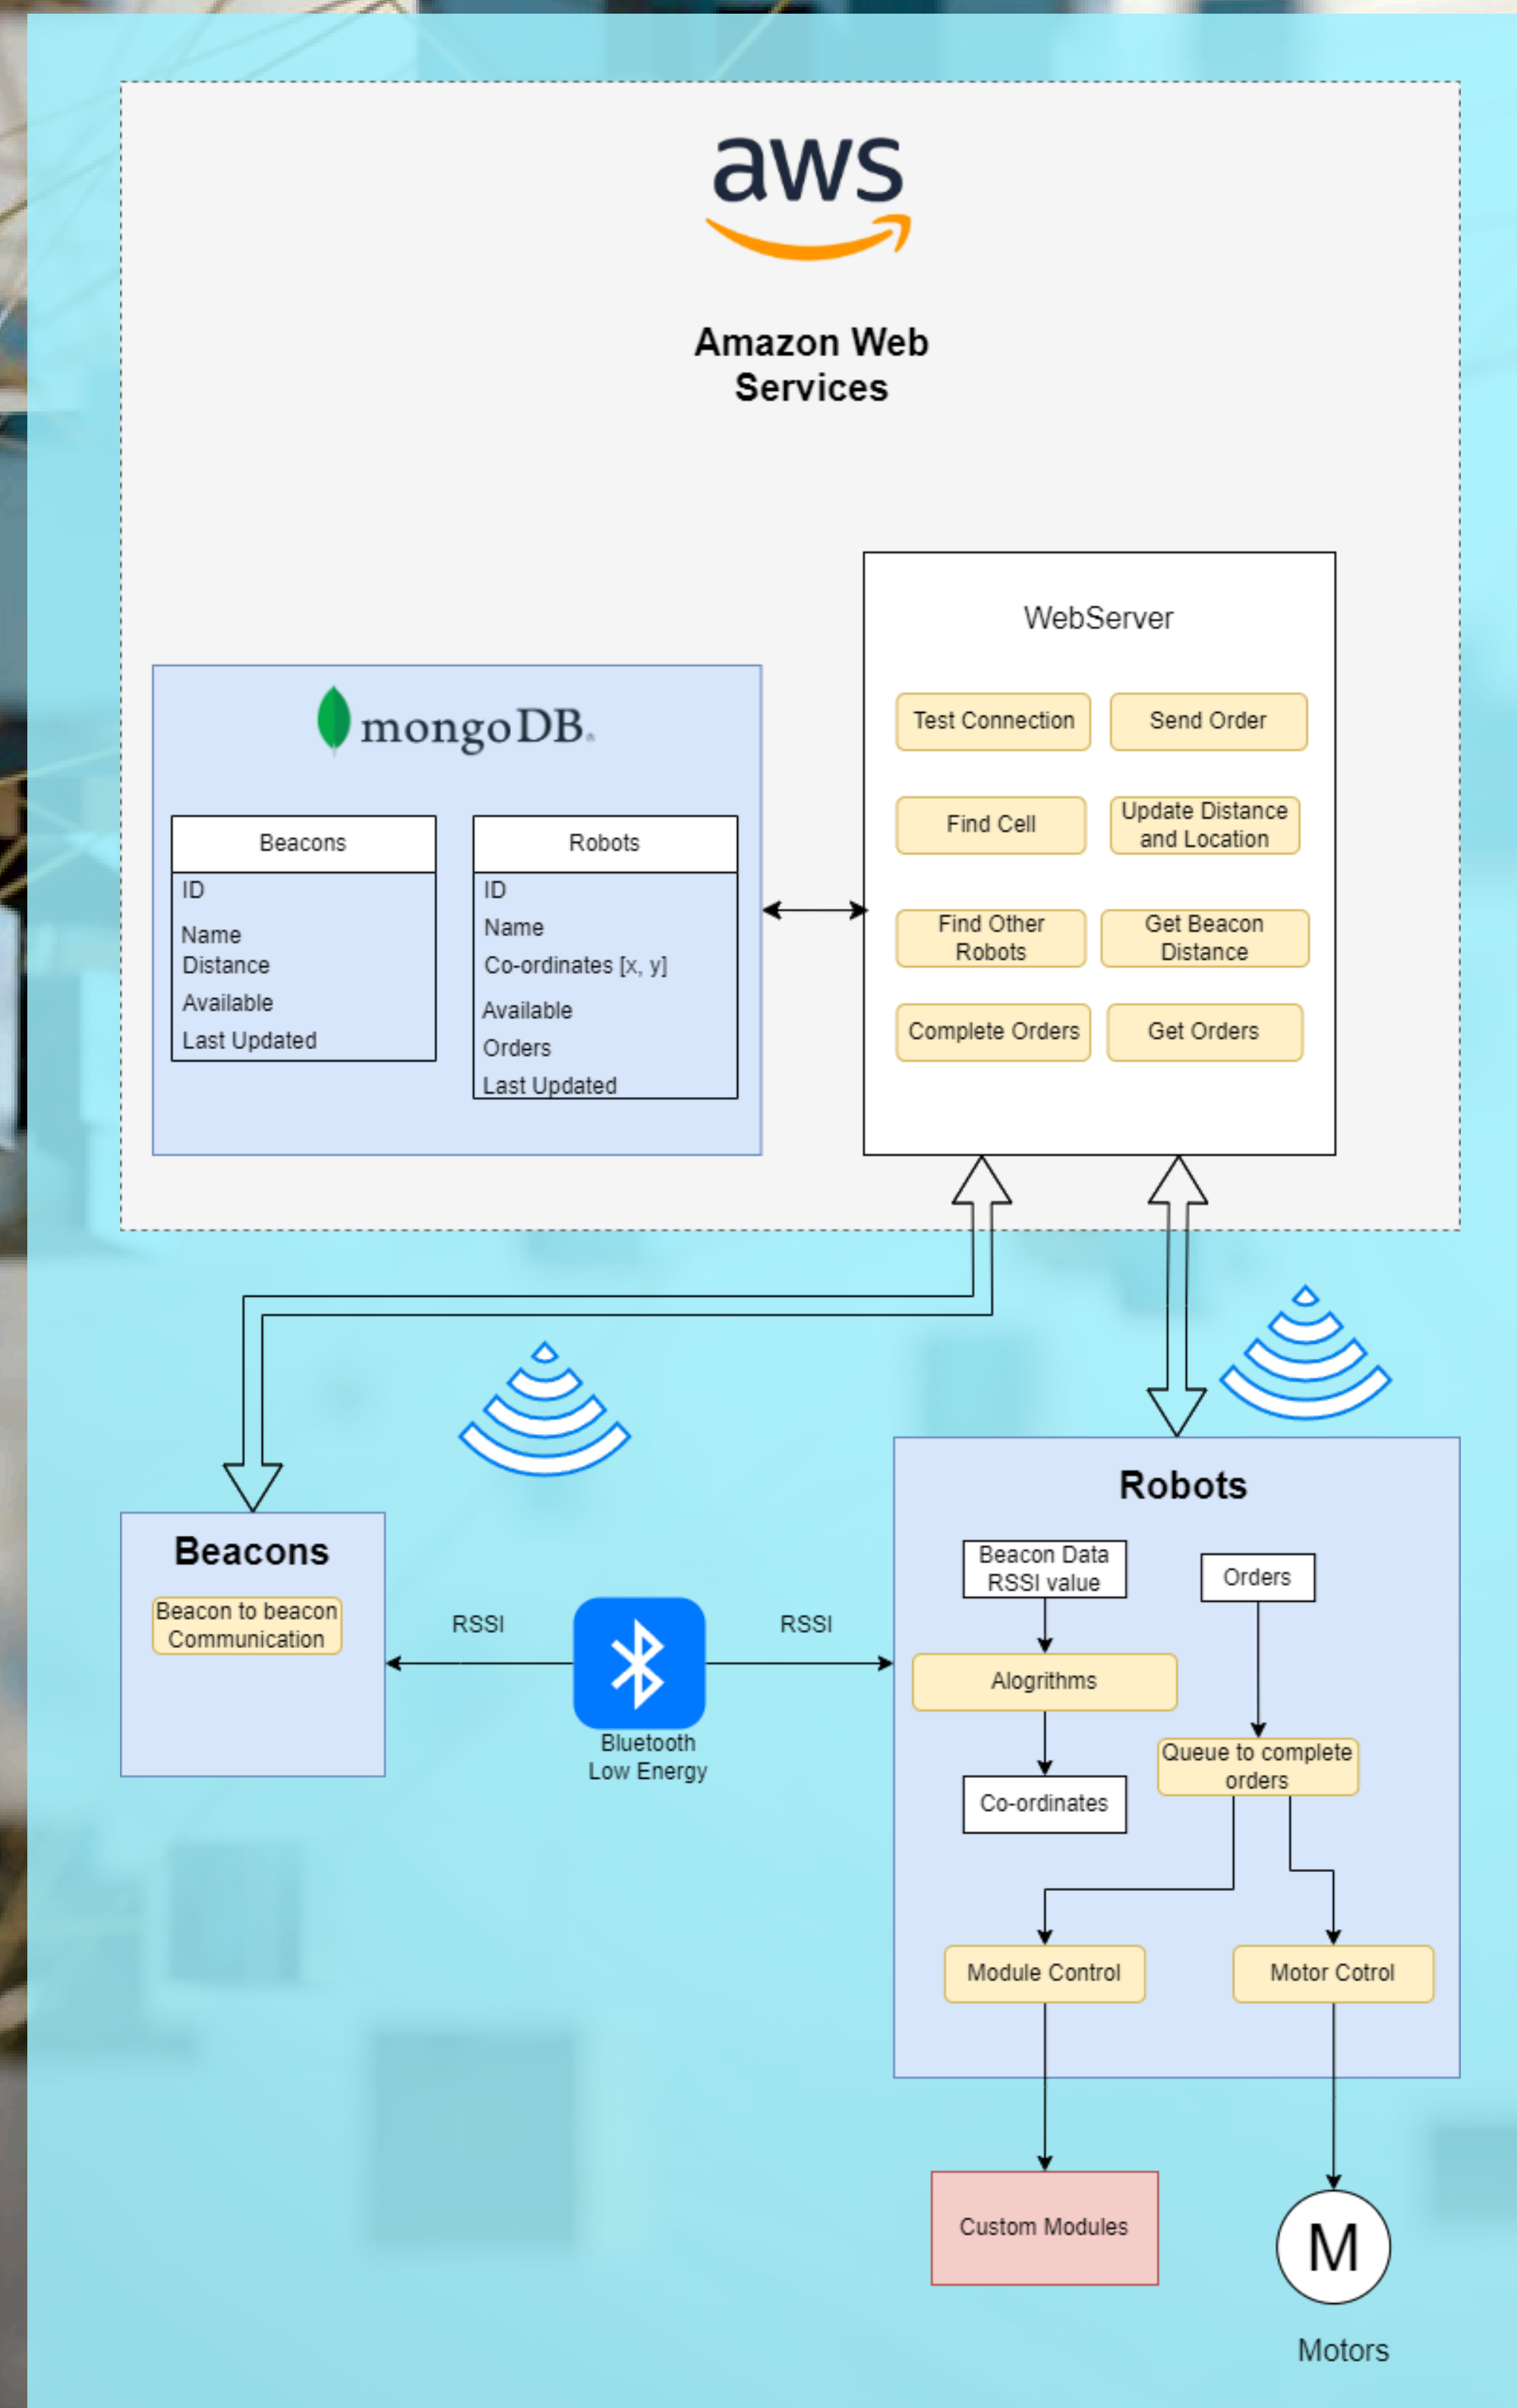 aws
Amazon Web
Services
WebServer
Test Connection
Send Order
Find Cell
Update Distance
and Location
Find Other
Robots
Get Beacon
Distance
Complete Orders
Get Orders
mongoDB.
Beacons
ID
Name
Distance
Available
Last Updated
Robots
ID
Name
Co-ordinates [x, y]
Available
Orders
Last Updated
Beacons
Beacon to beacon
Communication
RSSI
RSSI
Bluetooth
Low Energy
Robots
Beacon Data
RSSI value
Orders
Alogrithms
Queue to complete
orders
Co-ordinates
Module Control
Motor Cotrol
Custom Modules
M
Motors